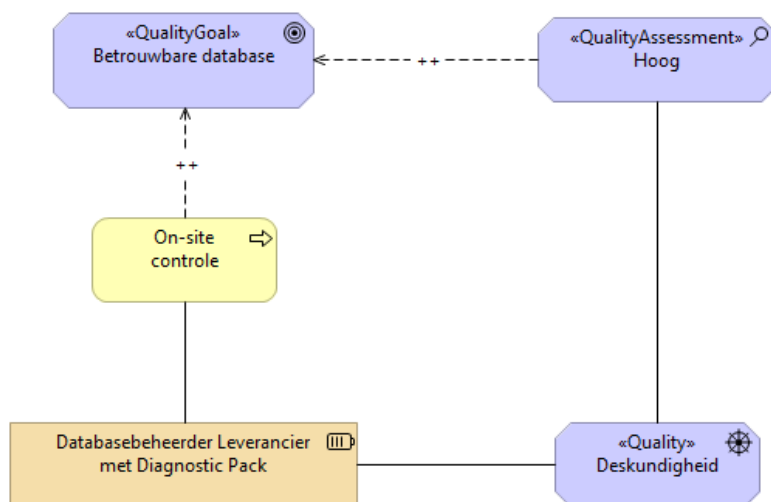 «QualityGoal»
Betrouwbare database
++
«QualityAssessment»
Hoog
++
On-site
controle
Databasebeheerder Leverancier
met Diagnostic Pack
«Quality»
Deskundigheid